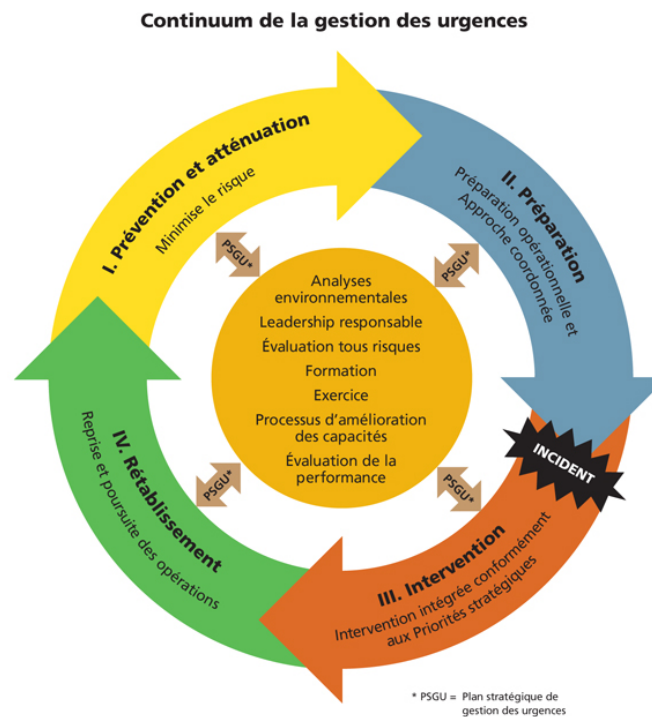 Continuum de la gestion des urgences
I. Prévention et atténuation
Minimise le risque
II. Préparation
Préparation opérationnelle et
Approche coordonnée
PSGU*
PSGU*
Analyses
environnementales
Leadership responsable
Évaluation tous risques
Formation
Exercice
Processus d'amélioration
des capacités
Évaluation de la
performance
INCIDENT
PSGU*
PSGU*
III. Intervention
Intervention intégrée conformément
aux Priorités stratégiques
IV. Rétablissement
Reprise et poursuite des opérations
* PSGU = Plan stratégique de
gestion des urgences